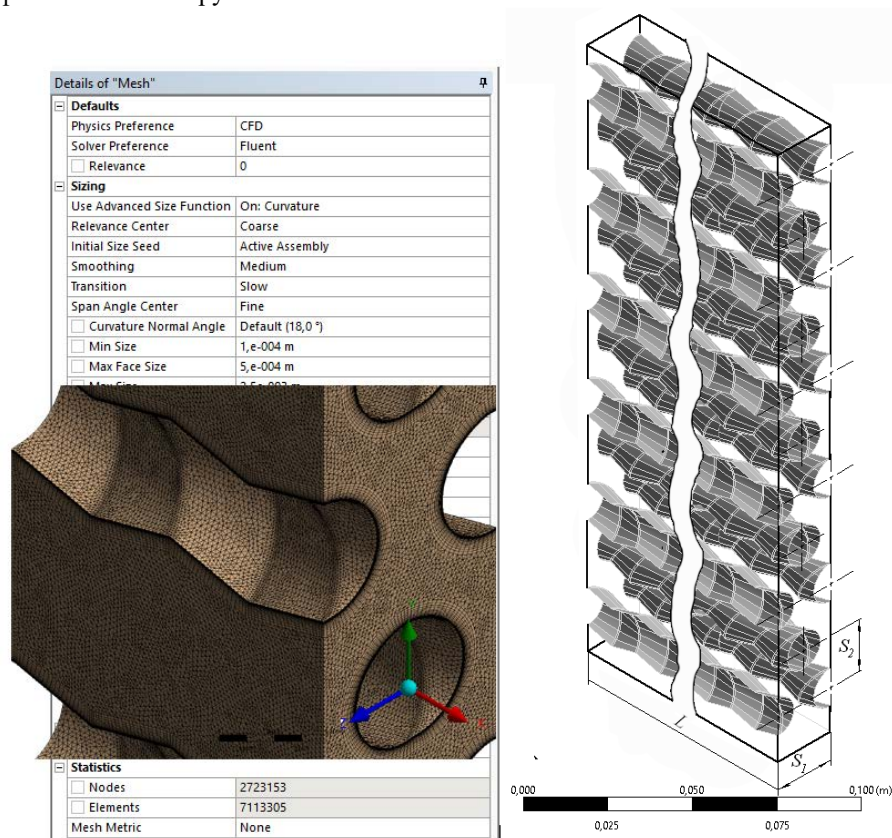 Details of "Mesh"
Defaults
Physics Preference CFD
Solver Preference Fluent
Relevance 0
Sizing
Use Advanced Size Function On: Curvature
Relevance Center Coarse
Initial Size Seed Active Assembly
Smoothing Medium
Transition Slow
Span Angle Center Fine
Curvature Normal Angle Default (18,0 °)
Min Size 1,e-004 m
Max Face Size 5,e-004 m
Statistics
Nodes 2723153
Elements 7113305
Mesh Metric None
S2
L
S1
0,000 0,050 0,100 (m)
0,025 0,075